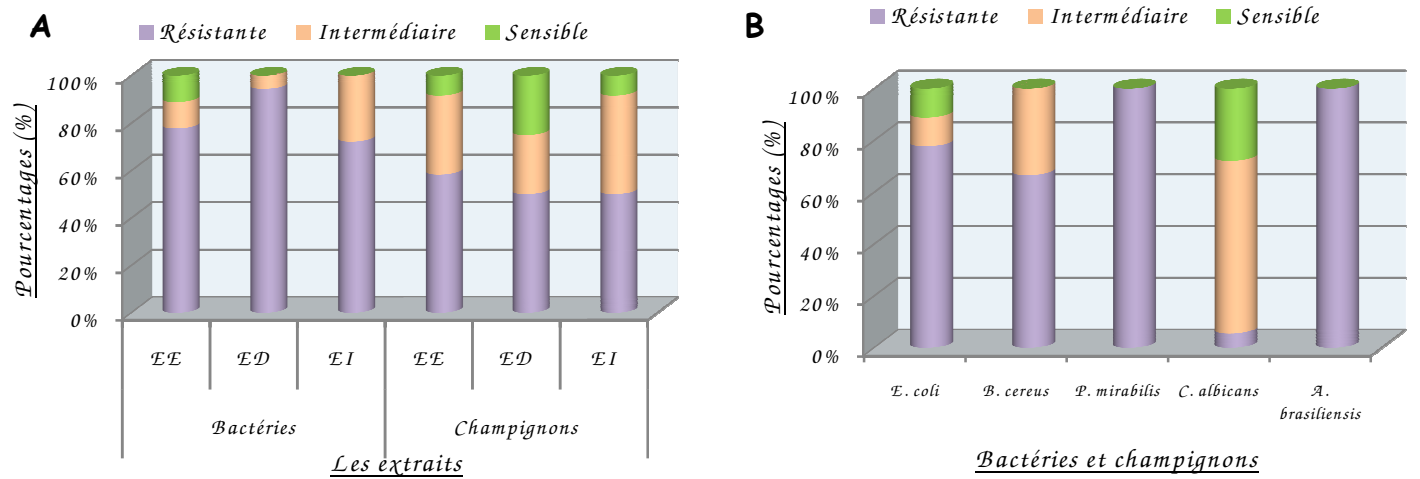 A
Résistante Intermédiaire Sensible
Pourcentages (%)
100%
80%
60%
40%
20%
0%
EE ED EI EE ED EI
Bactéries Champignons
Les extraits
B
Résistante Intermédiaire Sensible
Pourcentages (%)
100%
80%
60%
40%
20%
0%
E. coli B. cereus P. mirabilis C. albicans A.
brasiliensis
Bactéries et champignons